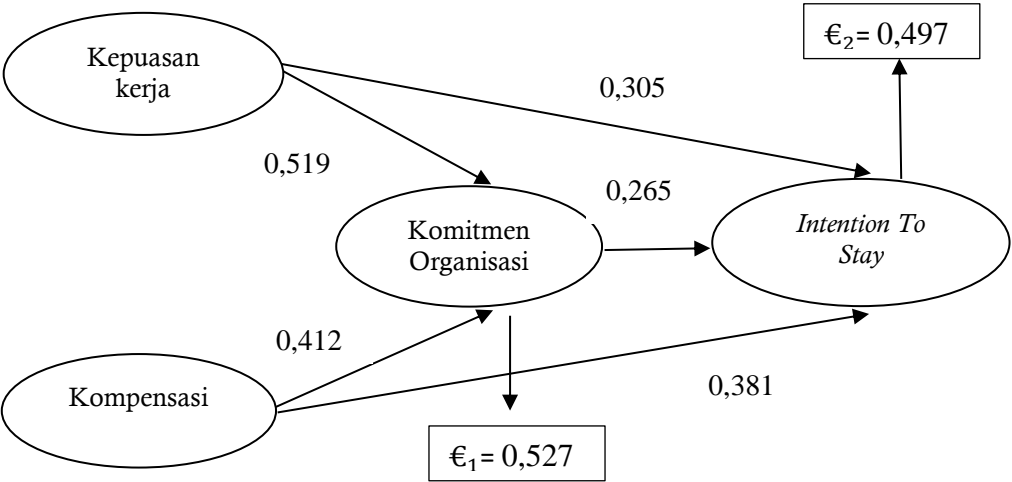 Kepuasan
kerja
€₂= 0,497
0,305
0,519
0,265
Komitmen
Organisasi
Intention To
Stay
0,412
Kompensasi
0,381
€₁= 0,527